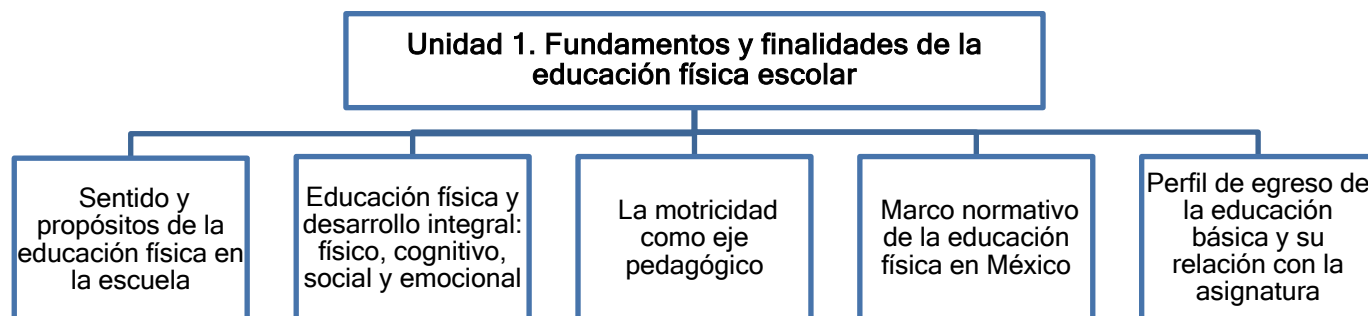 Unidad 1. Fundamentos y finalidades de la
educación física escolar
Sentido y
propósitos de la
educación física en
la escuela
Educación física y
desarrollo integral:
físico, cognitivo,
social y emocional
La motricidad
como eje
pedagógico
Marco normativo
de la educación
física en México
Perfil de egreso de
la educación
básica y su
relación con la
asignatura